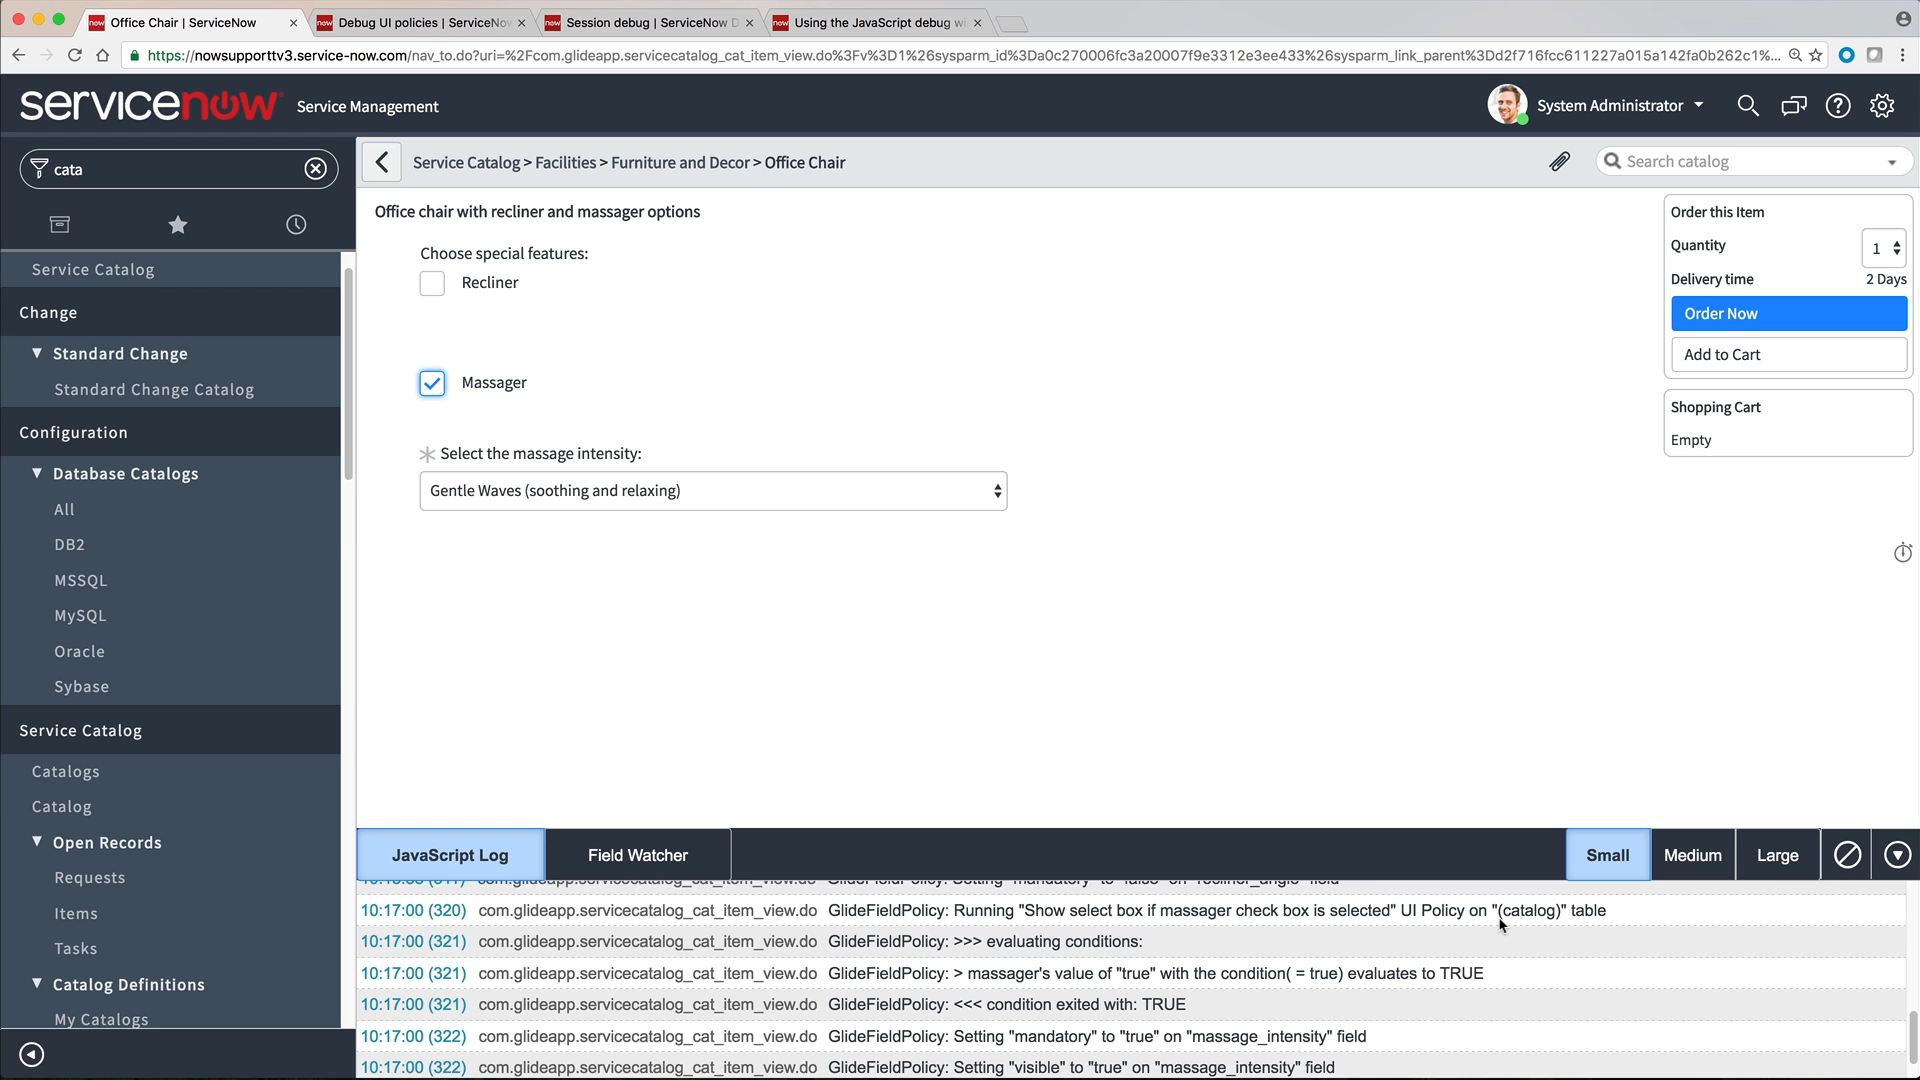 Office Chair | ServiceNow
Debug UI policies | ServiceNow
Session debug | ServiceNow D
Using the JavaScript debug wi
https://nowsupporttv3.service-now.com/nav_to.do?uri=%2Fcom.glideapp.servicecatalog_cat_item_view.do%3Fv%3D1%26sysparm_id%3Da0c270006fc3a20007f9e3312e3ee433%26sysparm_link_parent%3Dd2f716fcc611227a015a142fa0b262c1%...
servicenow Service Management
System Administrator
cata
Service Catalog > Facilities > Furniture and Decor > Office Chair
Search catalog
Service Catalog
Change
Standard Change
Standard Change Catalog
Configuration
Database Catalogs
All
DB2
MSSQL
MySQL
Oracle
Sybase
Service Catalog
Catalogs
Catalog
Open Records
Requests
Items
Tasks
Catalog Definitions
My Catalogs
Office chair with recliner and massager options
Choose special features:
Recliner
Massager
Select the massage intensity:
Gentle Waves (soothing and relaxing)
Order this Item
Quantity 1
Delivery time 2 Days
Order Now
Add to Cart
Shopping Cart
Empty
JavaScript Log Field Watcher Small Medium Large
10:17:00 (320) com.glideapp.servicecatalog_cat_item_view.do GlideFieldPolicy: Running "Show select box if massager check box is selected" UI Policy on "(catalog)" table
10:17:00 (321) com.glideapp.servicecatalog_cat_item_view.do GlideFieldPolicy: >>> evaluating conditions:
10:17:00 (321) com.glideapp.servicecatalog_cat_item_view.do GlideFieldPolicy: > massager's value of "true" with the condition( = true) evaluates to TRUE
10:17:00 (321) com.glideapp.servicecatalog_cat_item_view.do GlideFieldPolicy: <<< condition exited with: TRUE
10:17:00 (322) com.glideapp.servicecatalog_cat_item_view.do GlideFieldPolicy: Setting "mandatory" to "true" on "massage_intensity" field
10:17:00 (322) com.glideapp.servicecatalog_cat_item_view.do GlideFieldPolicy: Setting "visible" to "true" on "massage_intensity" field